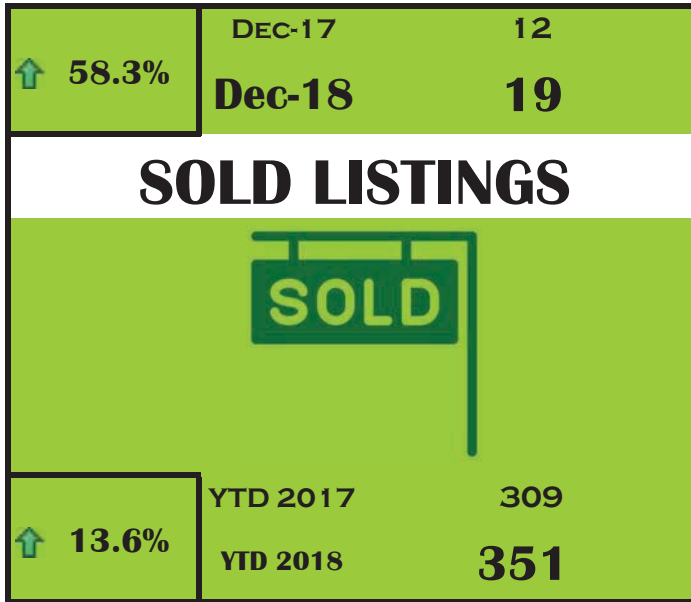 58.3%
DEC-17 12
Dec-18 19
SOLD LISTINGS
SOLD
13.6%
YTD 2017 309
YTD 2018 351